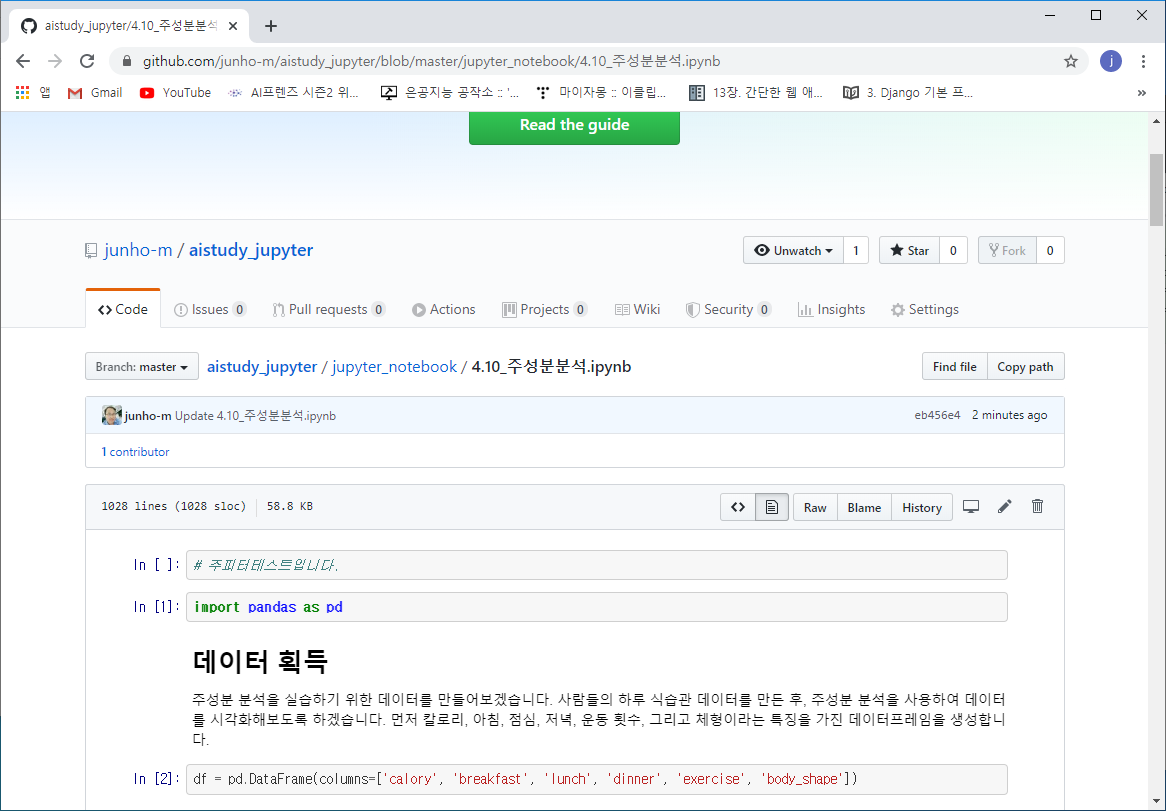 aistudy_jupyter/4.10_주성분분석
github.com/junho-m/aistudy_jupyter/blob/master/jupyter_notebook/4.10_주성분분석.ipynb
j
앱 Gmail YouTube AI프렌즈 시즌2 위... 온공지능 공작소 :: '... 마이자몽 :: 이클립... 13장. 간단한 웹 애... 3. Django 기본 프... »
Read the guide
junho-m / aistudy_jupyter
Unwatch 1 Star 0 Fork 0
Code Issues 0 Pull requests 0 Actions Projects 0 Wiki Security 0 Insights Settings
Branch: master aistudy_jupyter / jupyter_notebook / 4.10_주성분분석.ipynb Find file Copy path
junho-m Update 4.10_주성분분석.ipynb eb456e4 2 minutes ago
1 contributor
1028 lines (1028 sloc) 58.8 KB <> Raw Blame History
In [ ]: # 주피터테스트입니다.
In [1]: import pandas as pd
데이터 획득
주성분 분석을 실습하기 위한 데이터를 만들어보겠습니다. 사람들의 하루 식습관 데이터를 만든 후, 주성분 분석을 사용하여 데이터
를 시각화해보도록 하겠습니다. 먼저 칼로리, 아침, 점심, 저녁, 운동 횟수, 그리고 체형이라는 특징을 가진 데이터프레임을 생성합니
다.
In [2]: df = pd.DataFrame(columns=['calory', 'breakfast', 'lunch', 'dinner', 'exercise', 'body_shape'])